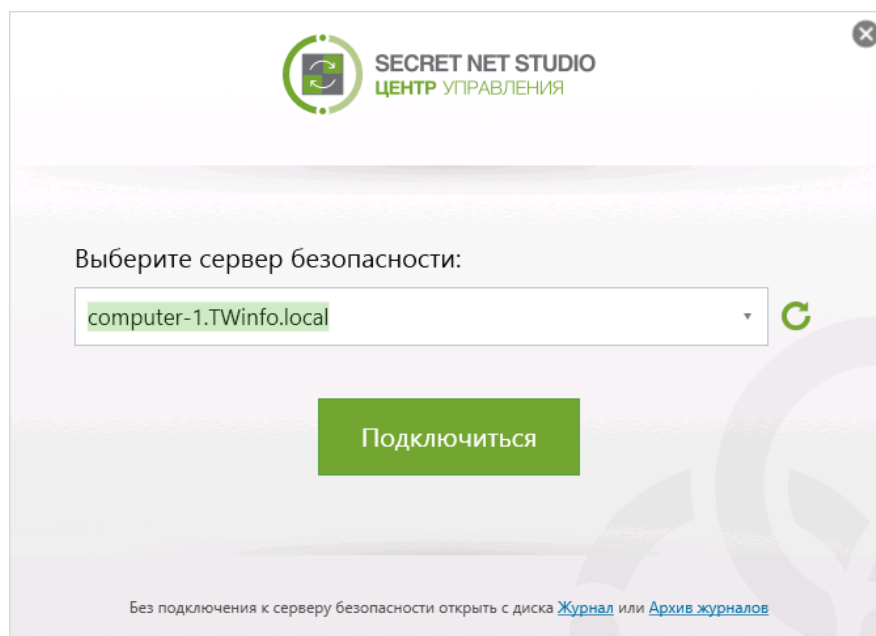 SECRET NET STUDIO
ЦЕНТР УПРАВЛЕНИЯ
Выберите сервер безопасности:
computer-1.TWinfo.local
Подключиться
Без подключения к серверу безопасности открыть с диска Журнал или Архив журналов